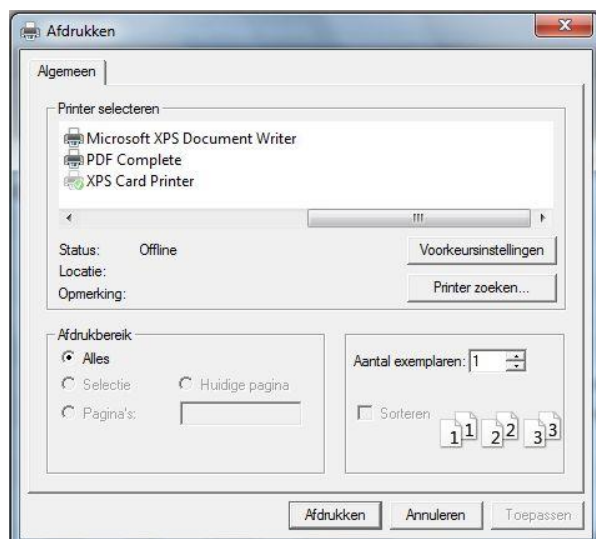 Afdrukken
Algemeen
Printer selecteren
Microsoft XPS Document Writer
PDF Complete
XPS Card Printer
Status: Offline
Locatie:
Opmerking:
Voorkeursinstellingen
Printer zoeken...
Afdrukbereik
Alles
Selectie Huidige pagina
Pagina's:
Aantal exemplaren: 1
Sorteren
1 1 2 2 3 3
Afdrukken Annuleren Toepassen